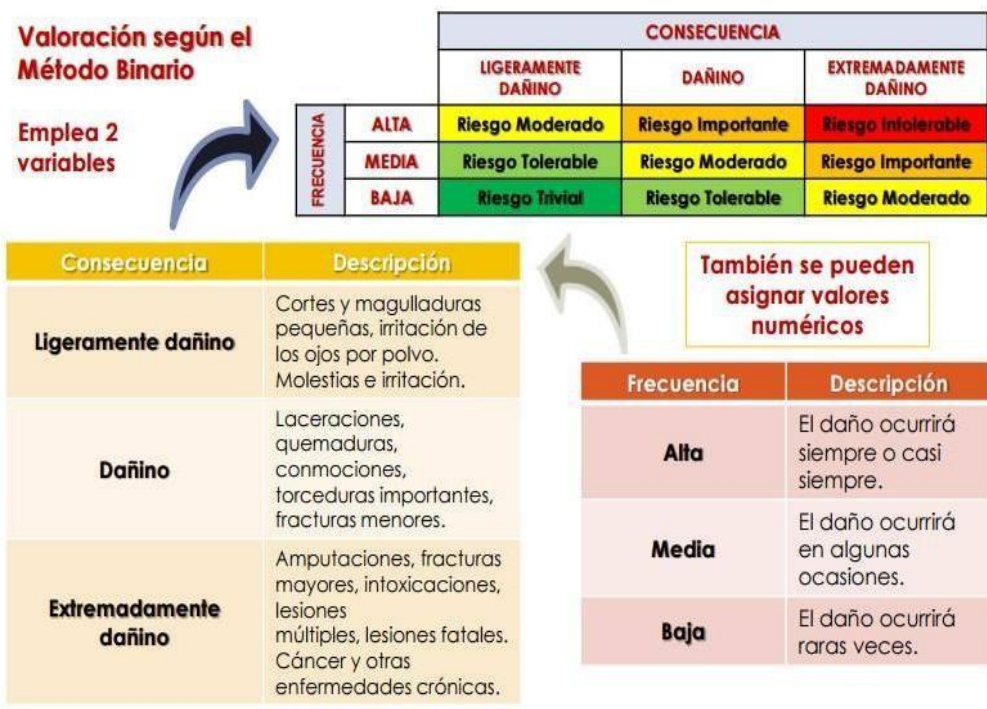 Valoración según el
Método Binario
Emplea 2
variables
CONSECUENCIA
LIGERAMENTE
DAÑINO
DAÑINO
EXTREMADAMENTE
DAÑINO
FRECUENCIA
ALTA
Riesgo Moderado
Riesgo Importante
Riesgo Intolerable
MEDIA
Riesgo Tolerable
Riesgo Moderado
Riesgo Importante
BAJA
Riesgo Trivial
Riesgo Tolerable
Riesgo Moderado
Consecuencia
Descripción
Ligeramente dañino
Cortes y magulladuras
pequeñas, irritación de
los ojos por polvo.
Molestias e irritación.
Dañino
Laceraciones,
quemaduras,
conmociones,
torceduras importantes,
fracturas menores.
Extremadamente
dañino
Amputaciones, fracturas
mayores, intoxicaciones,
lesiones
múltiples, lesiones fatales.
Cáncer y otras
enfermedades crónicas.
También se pueden
asignar valores
numéricos
Frecuencia
Descripción
Alta
El daño ocurrirá
siempre o casi
siempre.
Media
El daño ocurrirá
en algunas
ocasiones.
Baja
El daño ocurrirá
raras veces.